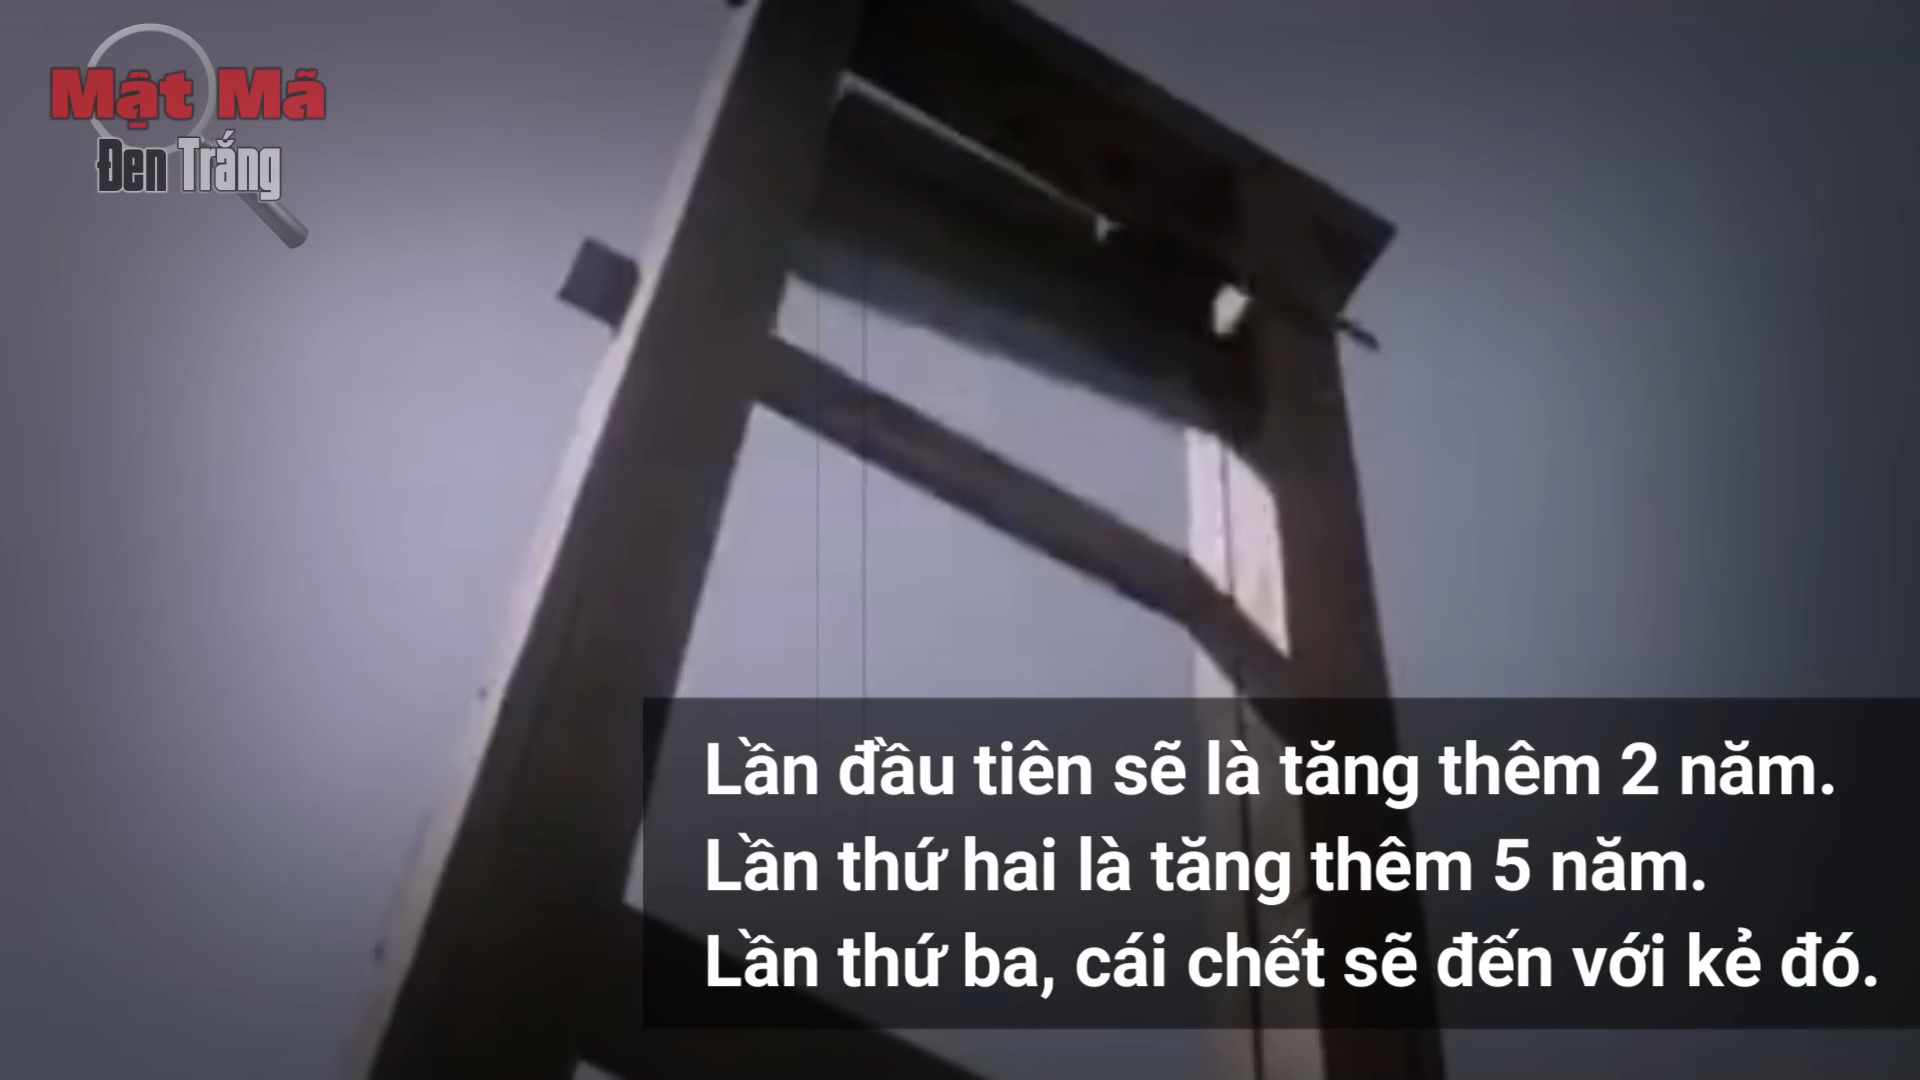 Mật Mã
Đen Trắng
Lần đầu tiên sẽ là tăng thêm 2 năm.
Lần thứ hai là tăng thêm 5 năm.
Lần thứ ba, cái chết sẽ đến với kẻ đó.